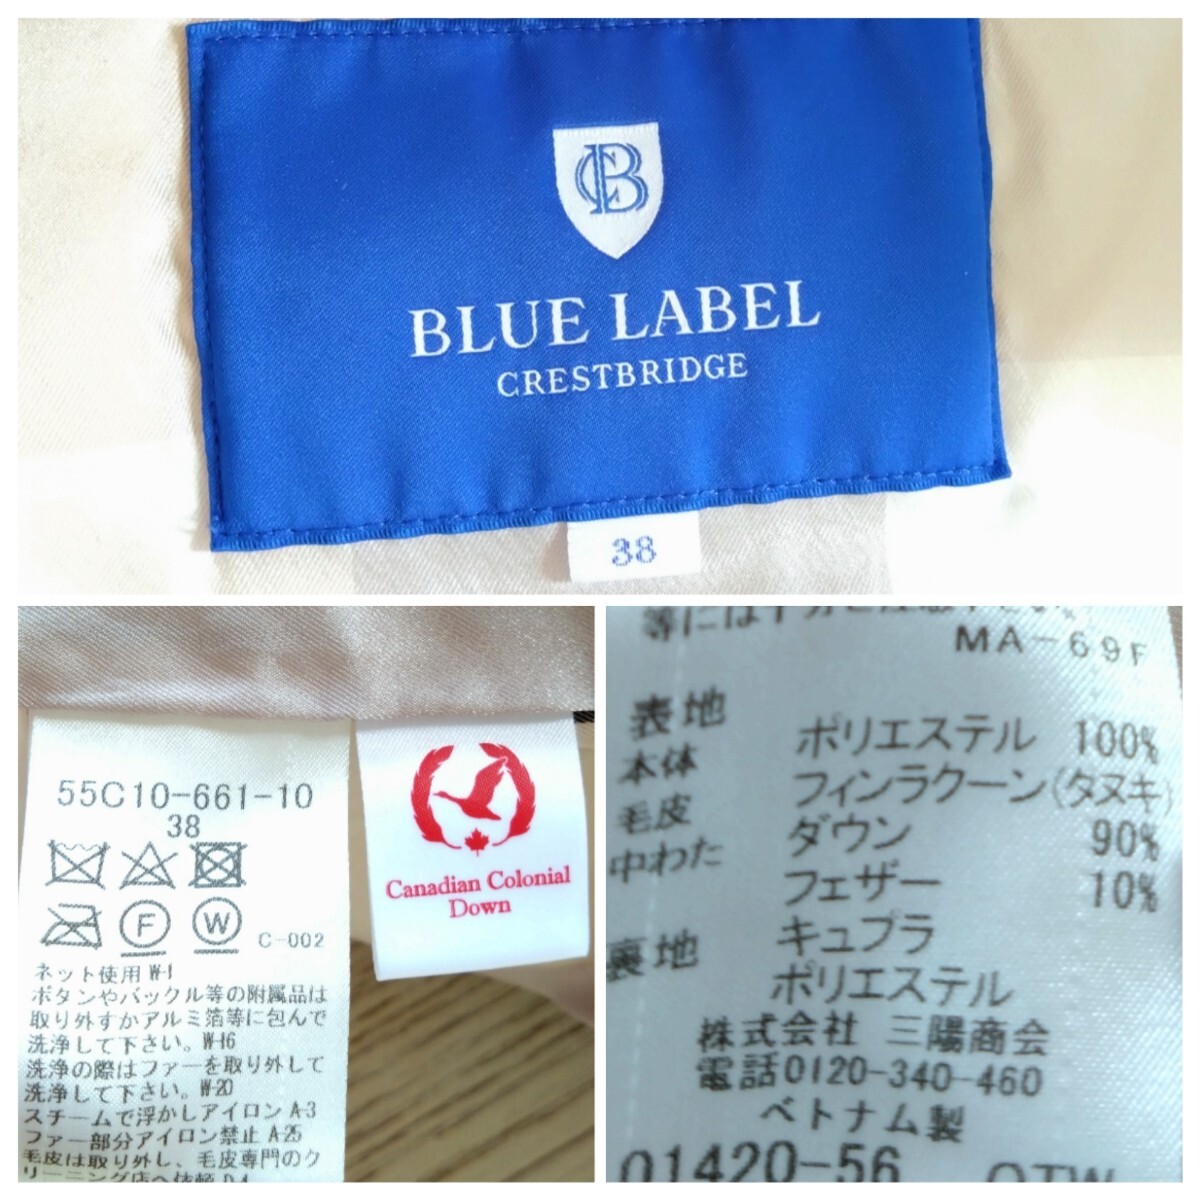 CB
BLUE LABEL
CRESTBRIDGE
38
55C10-661-10
38
F
W
C-002
ネット使用 W-1
ボタンやバックル等の附属品は
取り外すかアルミ箔等に包んで
洗浄して下さい。W-16
洗浄の際はファーを取り外して
洗浄して下さい。W-20
スチームで浮かしアイロン A-3
ファー部分アイロン禁止 A-25
毛皮は取り外し、毛皮専門のク
リーニング店へ依頼 D-4
Canadian Colonial
Down
等には十分
MA-69F
表地
本体 ポリエステル 100%
毛皮 フィンラクーン(タヌキ)
中わた ダウン 90%
フェザー 10%
裏地 キュプラ
ポリエステル
株式会社 三陽商会
電話0120-340-460
ベトナム製
01420-56 OTW